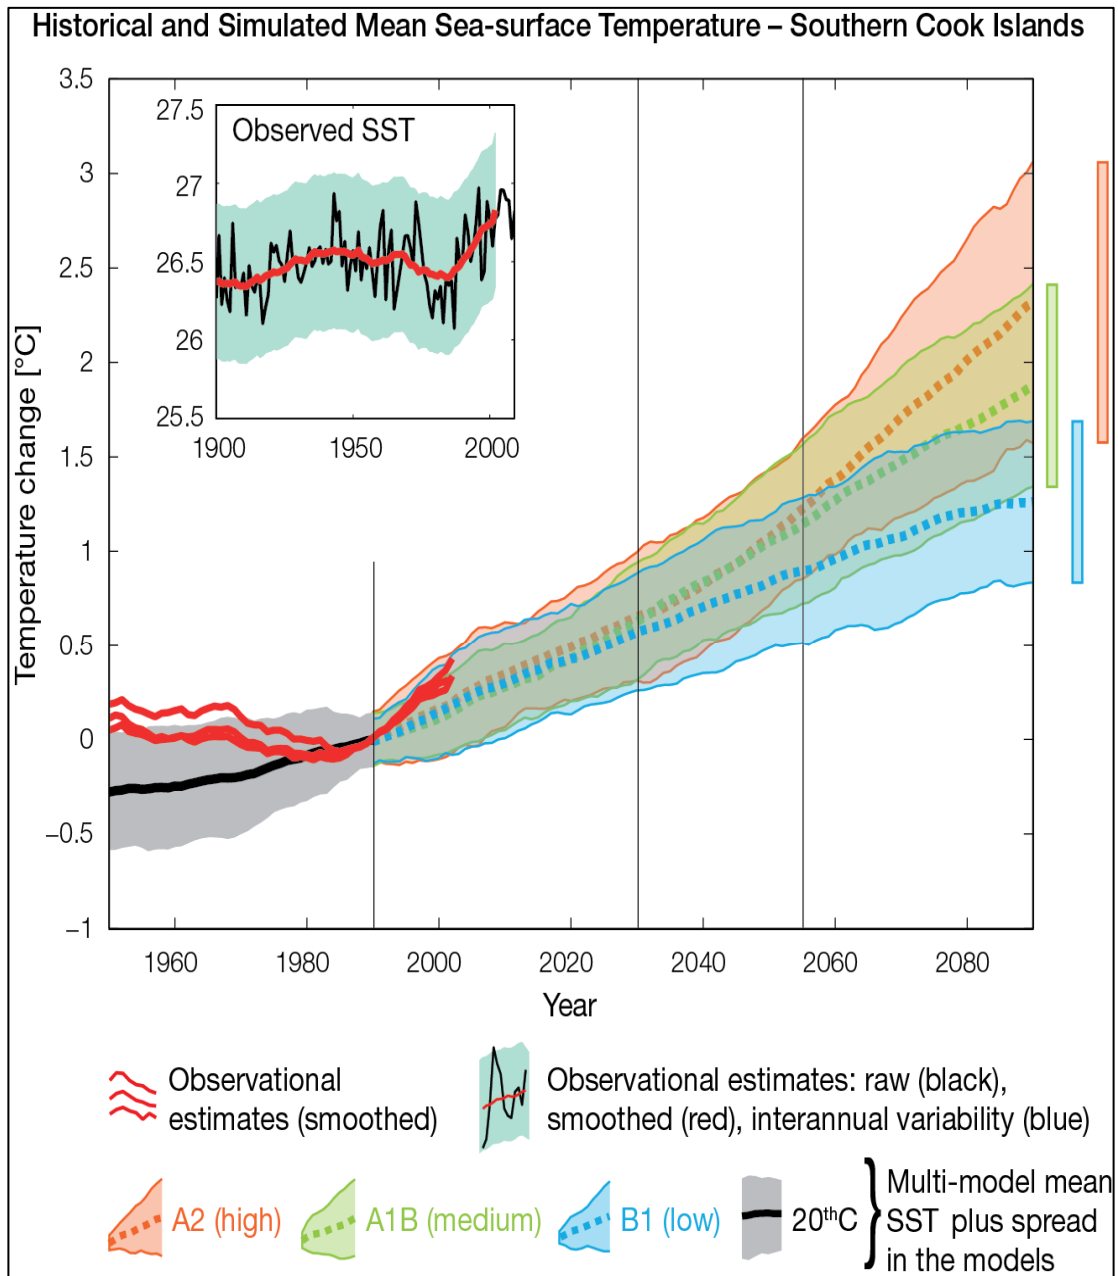 Historical and Simulated Mean Sea-surface Temperature – Southern Cook Islands
Temperature change [°C]
3.5
3
2.5
2
1.5
1
0.5
0
–0.5
–1
Observed SST
27.5
27
26.5
26
25.5
1900 1950 2000
1960 1980 2000 2020 2040 2060 2080
Year
Observational
estimates (smoothed)
Observational estimates: raw (black),
smoothed (red), interannual variability (blue)
A2 (high)
A1B (medium)
B1 (low)
20thC
Multi-model mean
SST plus spread
in the models